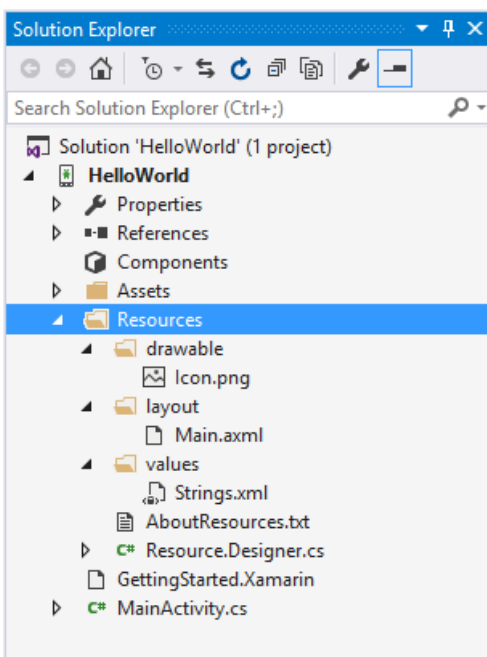 Solution Explorer
Search Solution Explorer (Ctrl+;)
Solution 'HelloWorld' (1 project)
HelloWorld
Properties
References
Components
Assets
Resources
drawable
Icon.png
layout
Main.axml
values
Strings.xml
AboutResources.txt
C# Resource.Designer.cs
GettingStarted.Xamarin
C# MainActivity.cs